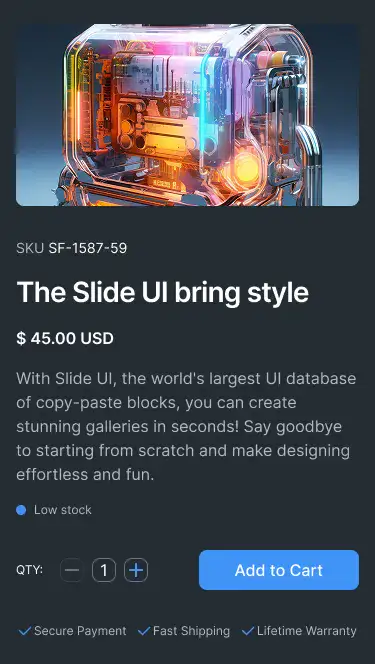 SKU SF-1587-59
The Slide UI bring style
$ 45.00 USD
With Slide UI, the world's largest UI database
of copy-paste blocks, you can create
stunning galleries in seconds! Say goodbye
to starting from scratch and make designing
effortless and fun.
Low stock
QTY: 1 Add to Cart
Secure Payment Fast Shipping Lifetime Warranty